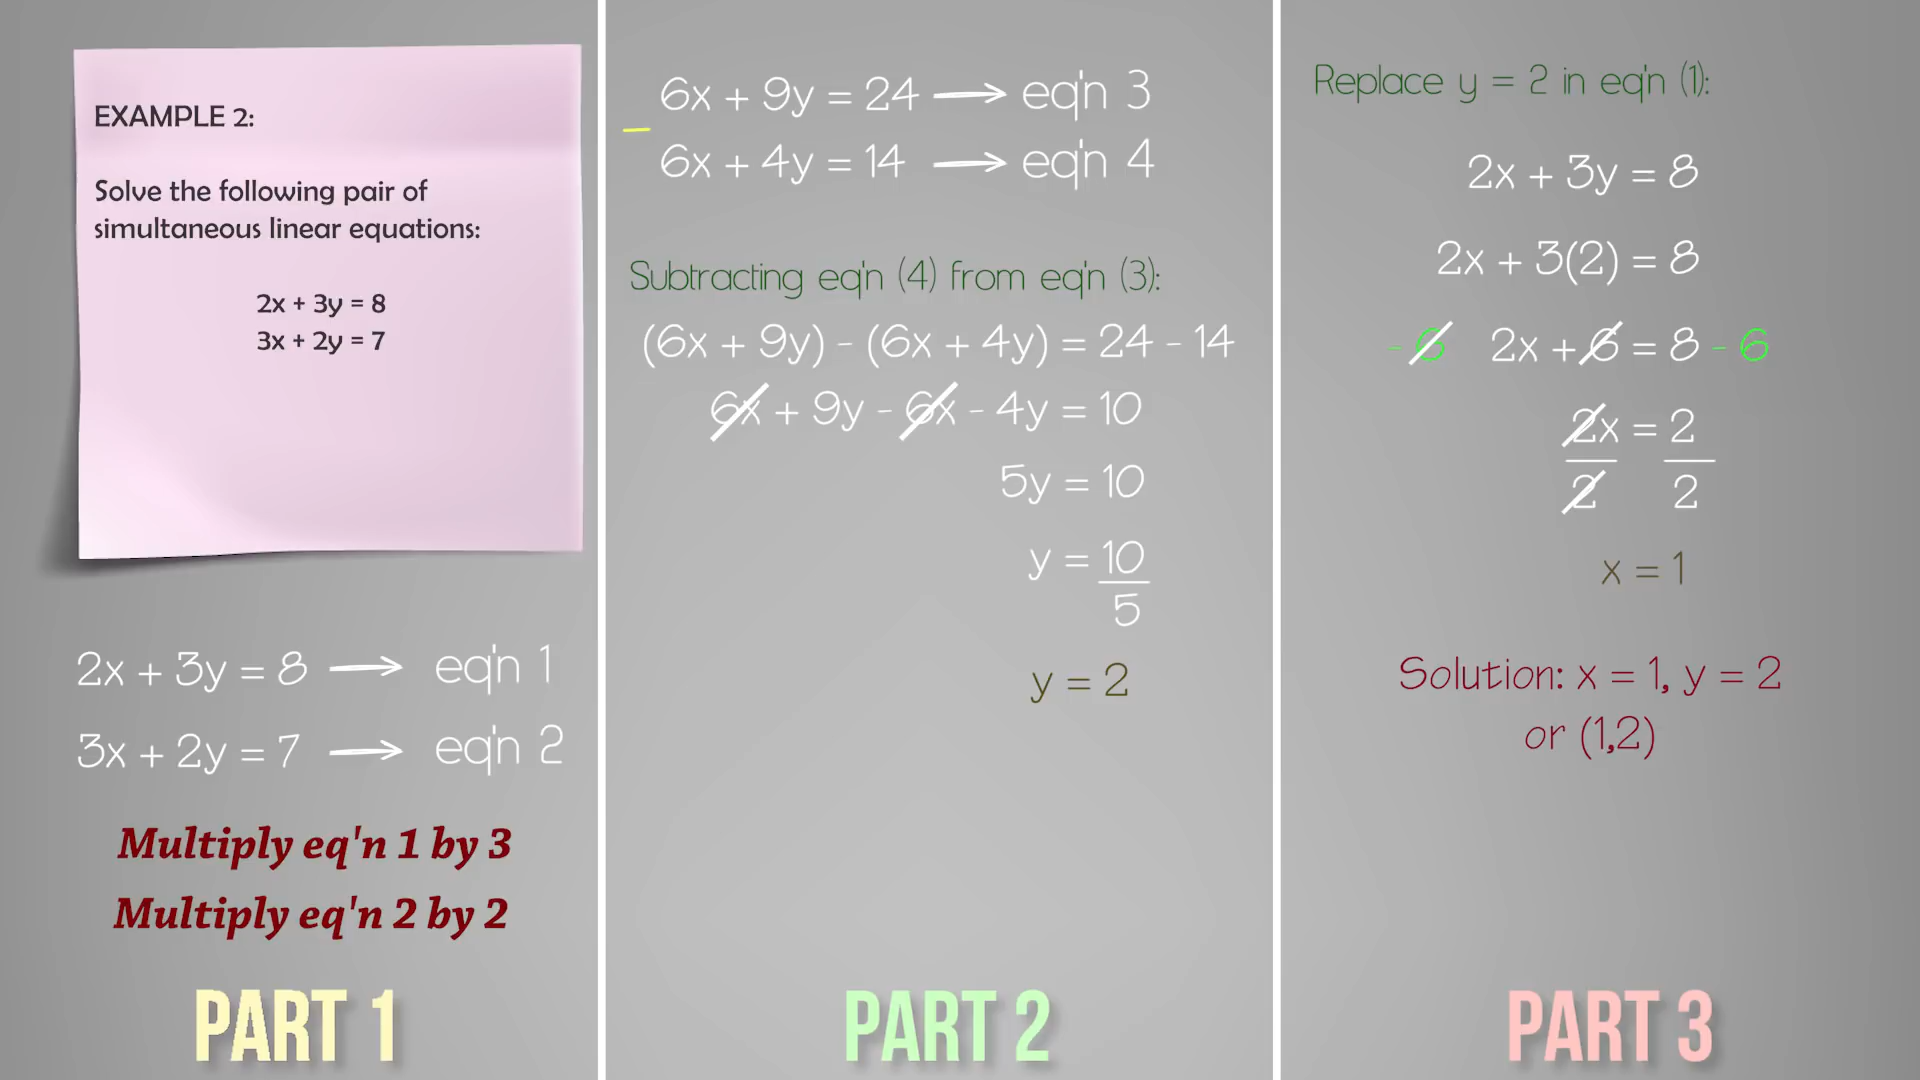 EXAMPLE 2:
Solve the following pair of
simultaneous linear equations:
2x + 3y = 8
3x + 2y = 7
2x + 3y = 8 ⟶ eq'n 1
3x + 2y = 7 ⟶ eq'n 2
Multiply eq'n 1 by 3
Multiply eq'n 2 by 2
PART 1
6x + 9y = 24 ⟶ eq'n 3
–
6x + 4y = 14 ⟶ eq'n 4
Subtracting eq'n (4) from eq'n (3):
(6x + 9y) - (6x + 4y) = 24 - 14
6x + 9y - 6x - 4y = 10
5y = 10
y = 10
5
y = 2
PART 2
Replace y = 2 in eq'n (1):
2x + 3y = 8
2x + 3(2) = 8
- 6 2x + 6 = 8 - 6
2x = 2
2 2
x = 1
Solution: x = 1, y = 2
or (1,2)
PART 3